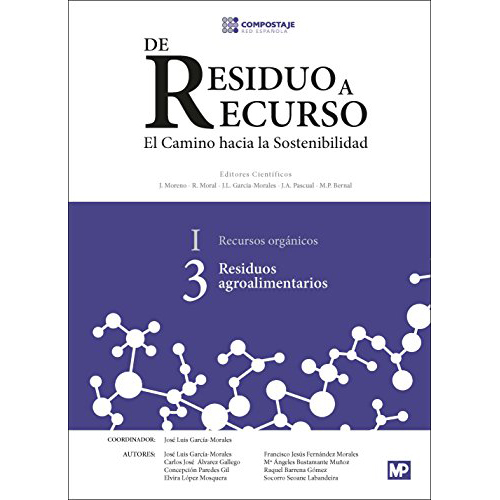 COMPOSTAJE
RED ESPAÑOLA
DE
RESIDUO A
RECURSO
El Camino hacia la Sostenibilidad
Editores Científicos
J. Moreno · R. Moral · J.L. García-Morales · J.A. Pascual · M.P. Bernal
I Recursos orgánicos
3 Residuos
agroalimentarios
COORDINADOR: José Luis García-Morales
AUTORES: José Luis García-Morales
Carlos José Álvarez Gallego
Concepción Paredes Gil
Elvira López Mosquera
Francisco Jesús Fernández Morales
Mª Ángeles Bustamante Muñoz
Raquel Barrena Gómez
Socorro Seoane Labandeira
MP